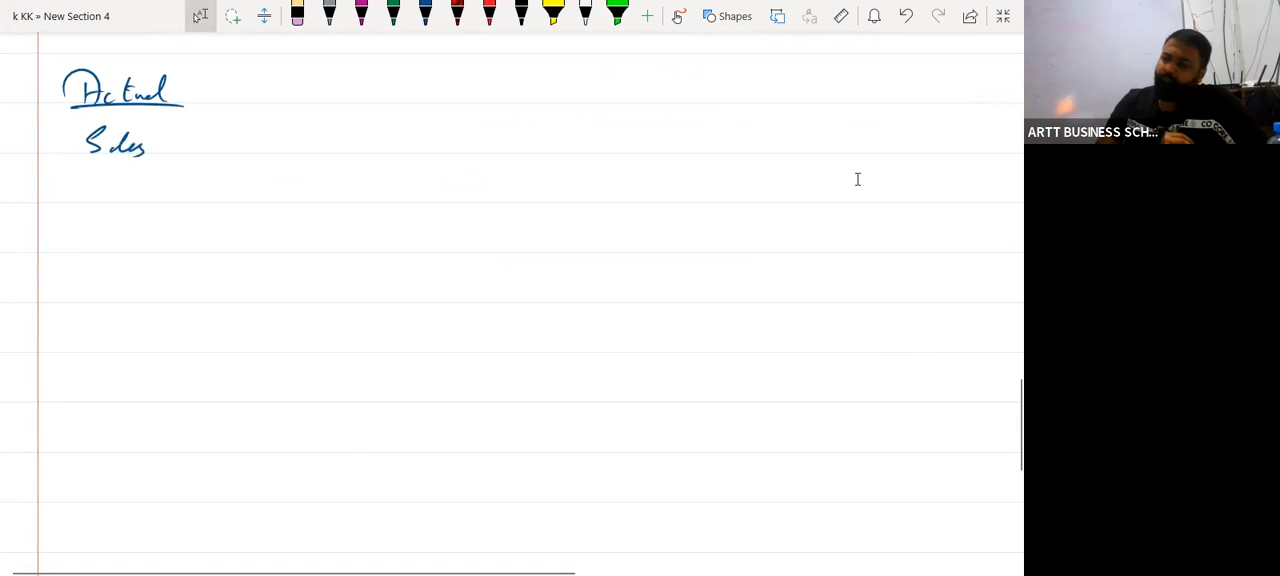 k KK » New Section 4
Shapes
Actual
Sales
ARTT BUSINESS SCH...